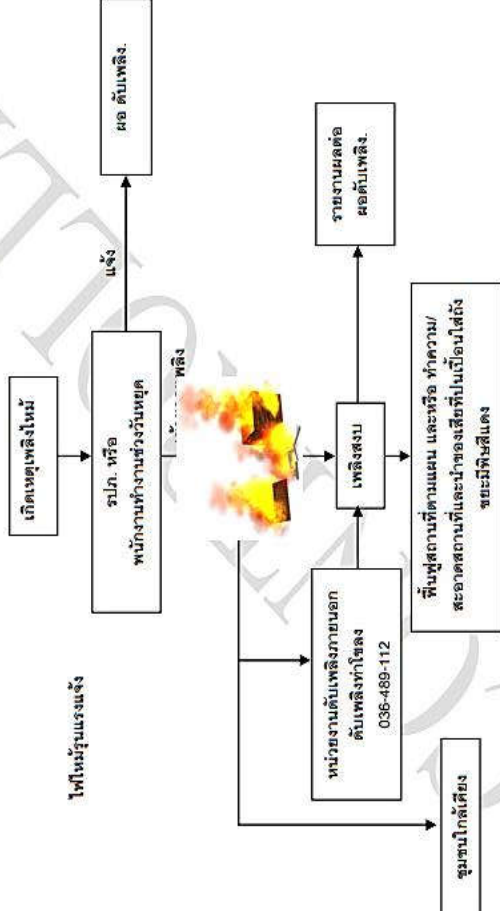 เกิดเหตุเพลิงไหม้
รปภ. หรือ
พนักงานทำงานช่วงวันหยุด
แจ้ง
ผอ ดับเพลิง.
เพลิง
ไฟไหม้รุนแรงแจ้ง
หน่วยงานดับเพลิงภายนอก
ดับเพลิงท่าโขลง
036-489-112
เพลิงสงบ
รายงานผลต่อ
ผอดับเพลิง.
ชุมชนใกล้เคียง
ฟื้นฟูสถานที่ตามแผน และหรือ ทำความ/
สะอาดสถานที่และนำของเสียที่ปนเปื้อนใส่ถัง
ขยะมีพิษสีแดง